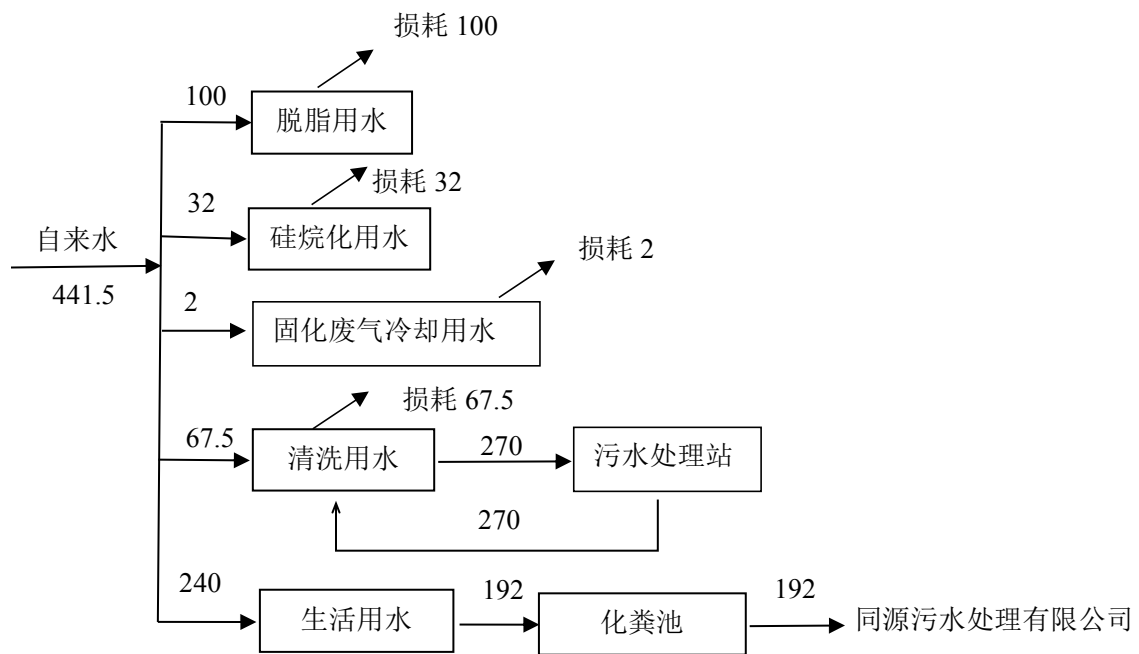 损耗 100
100
脱脂用水
损耗 32
32
硅烷化用水
自来水
441.5
损耗 2
2
固化废气冷却用水
损耗 67.5
67.5
清洗用水
270
污水处理站
270
240
生活用水
192
化粪池
192
同源污水处理有限公司